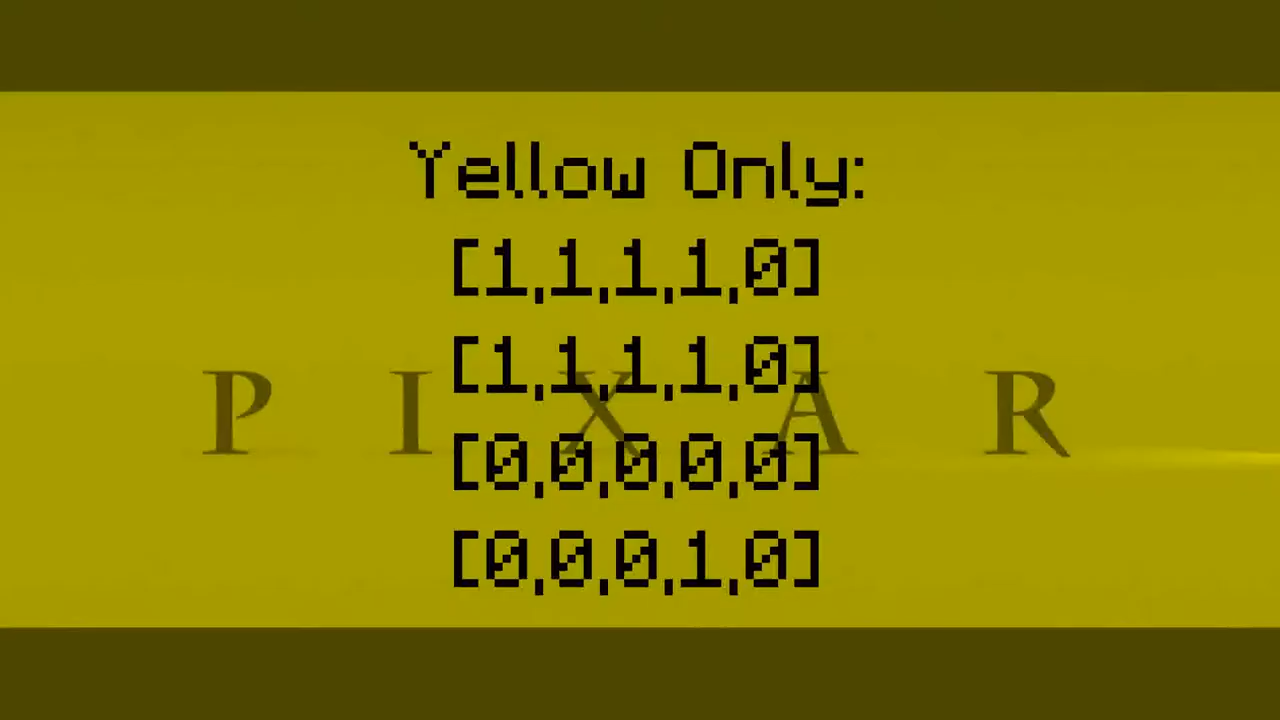 Yellow Only:
[1,1,1,1,0]
[1,1,1,1,0]
P I X A R
[0,0,0,0,0]
[0,0,0,1,0]